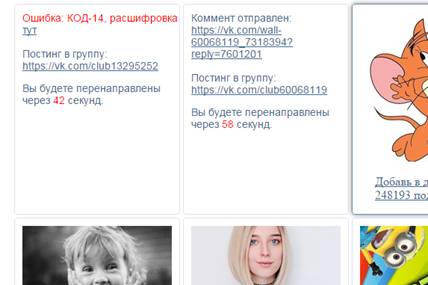 Ошибка: КОД-14, расшифровка
тут
Постинг в группу:
https://vk.com/club13295252
Вы будете перенаправлены
через 42 секунд.
Коммент отправлен:
https://vk.com/wall-
60068119_7318394?
reply=7601201
Постинг в группу:
https://vk.com/club60068119
Вы будете перенаправлены
через 58 секунд.
Добавь в д
248193 по